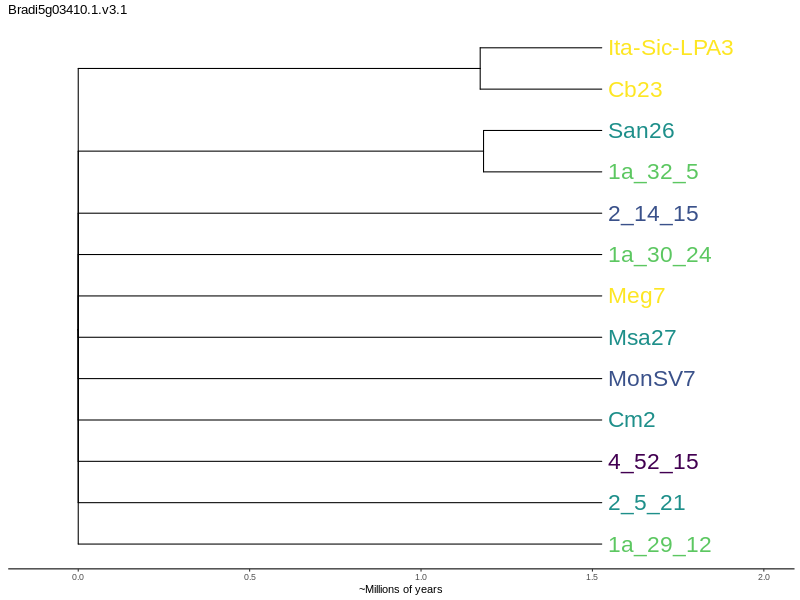 Bradi5g03410.1.v3.1
Ita-Sic-LPA3
Cb23
San26
1a_32_5
2_14_15
1a_30_24
Meg7
Msa27
MonSV7
Cm2
4_52_15
2_5_21
1a_29_12
0.0 0.5 1.0 1.5 2.0
~Millions of years